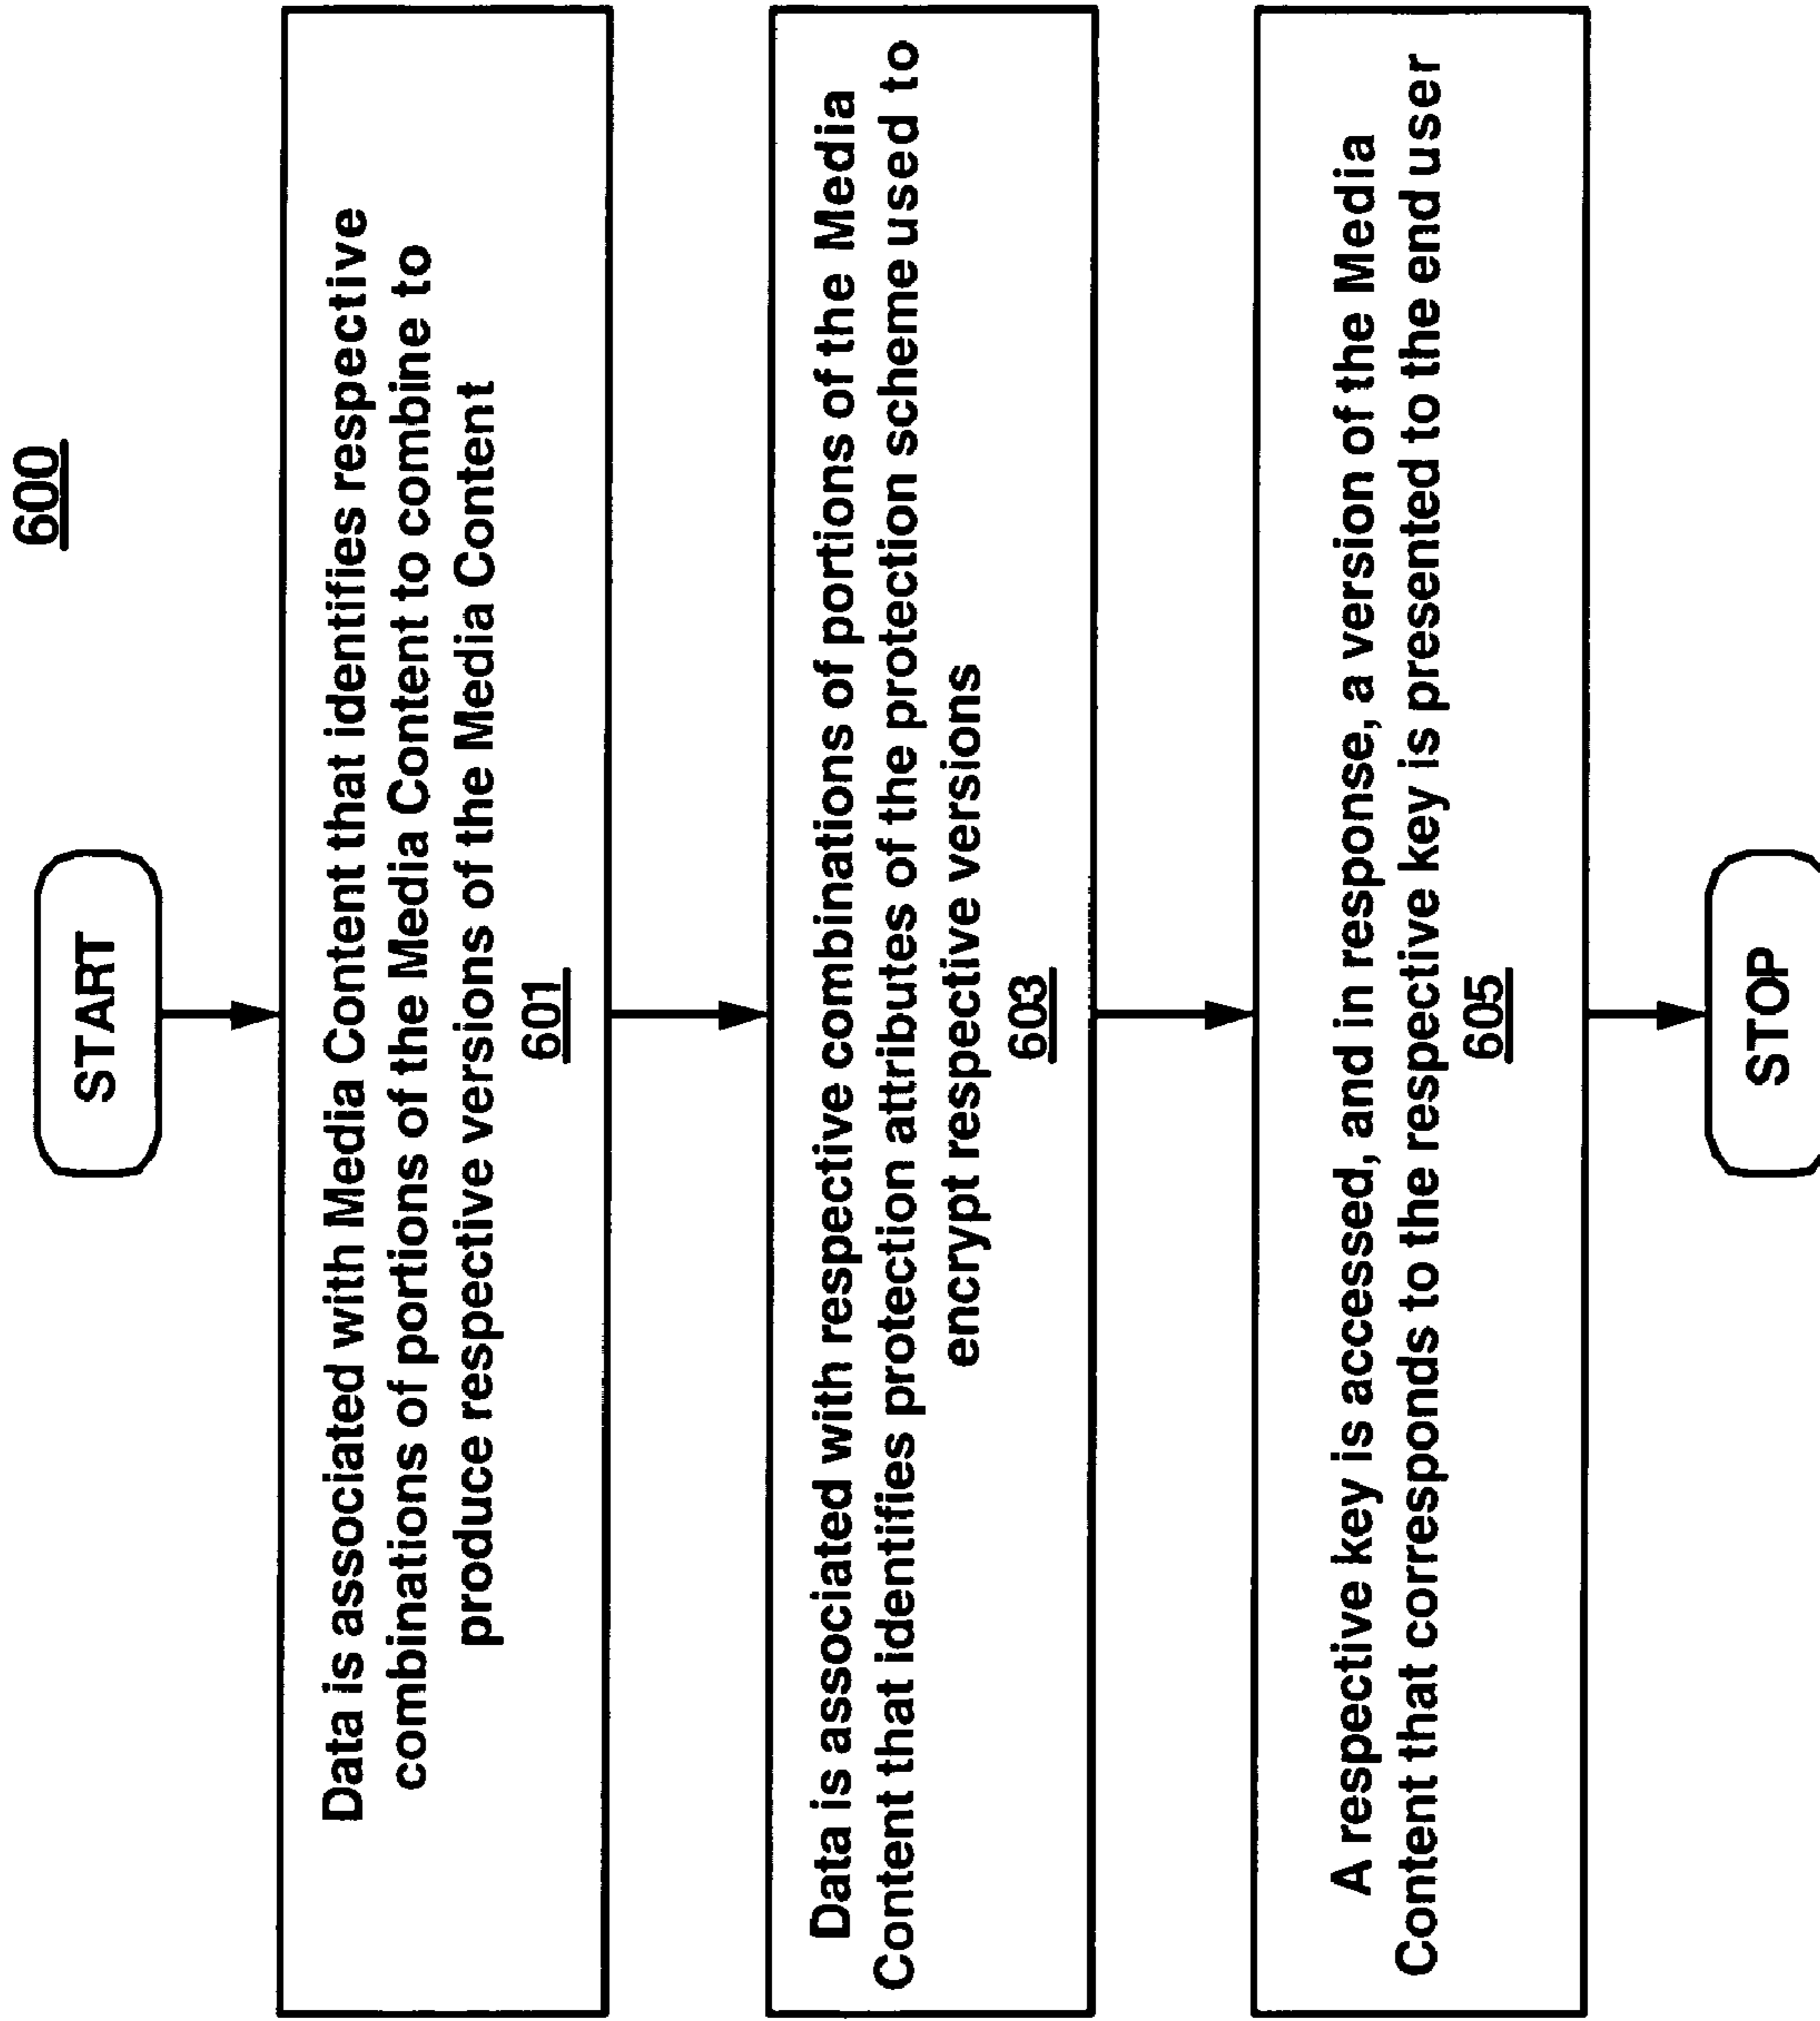 600
START
Data is associated with Media Content that identifies respective
combinations of portions of the Media Content to combine to
produce respective versions of the Media Content
601
Data is associated with respective combinations of portions of the Media
Content that identifies protection attributes of the protection scheme used to
encrypt respective versions
603
A respective key is accessed, and in response, a version of the Media
Content that corresponds to the respective key is presented to the end user
605
STOP